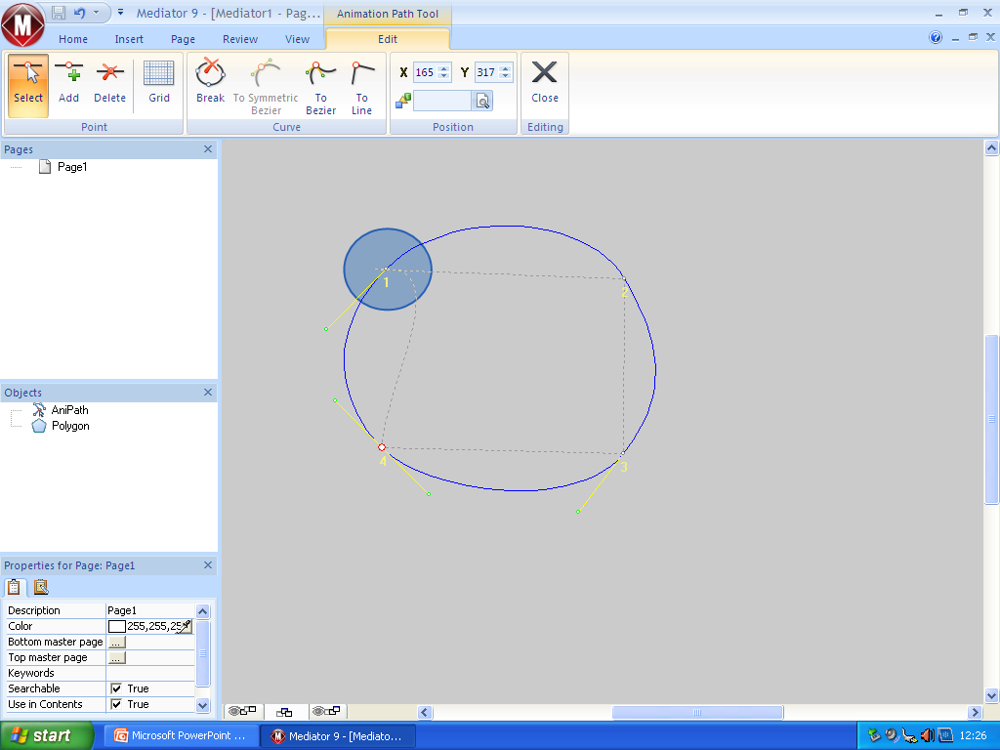 Mediator 9 - [Mediator1 - Pag...
Animation Path Tool
Home
Insert
Page
Review
View
Edit
Select
Add
Delete
Grid
Break
To Symmetric
Bezier
To
Bezier
To
Line
X 165
Y 317
Close
Point
Curve
Position
Editing
Pages
Page1
Objects
AniPath
Polygon
1
2
3
4
Properties for Page: Page1
Description Page1
Color 255,255,25
Bottom master page ...
Top master page ...
Keywords
Searchable True
Use in Contents True
start
Microsoft PowerPoint ...
Mediator 9 - [Mediato...
12:26